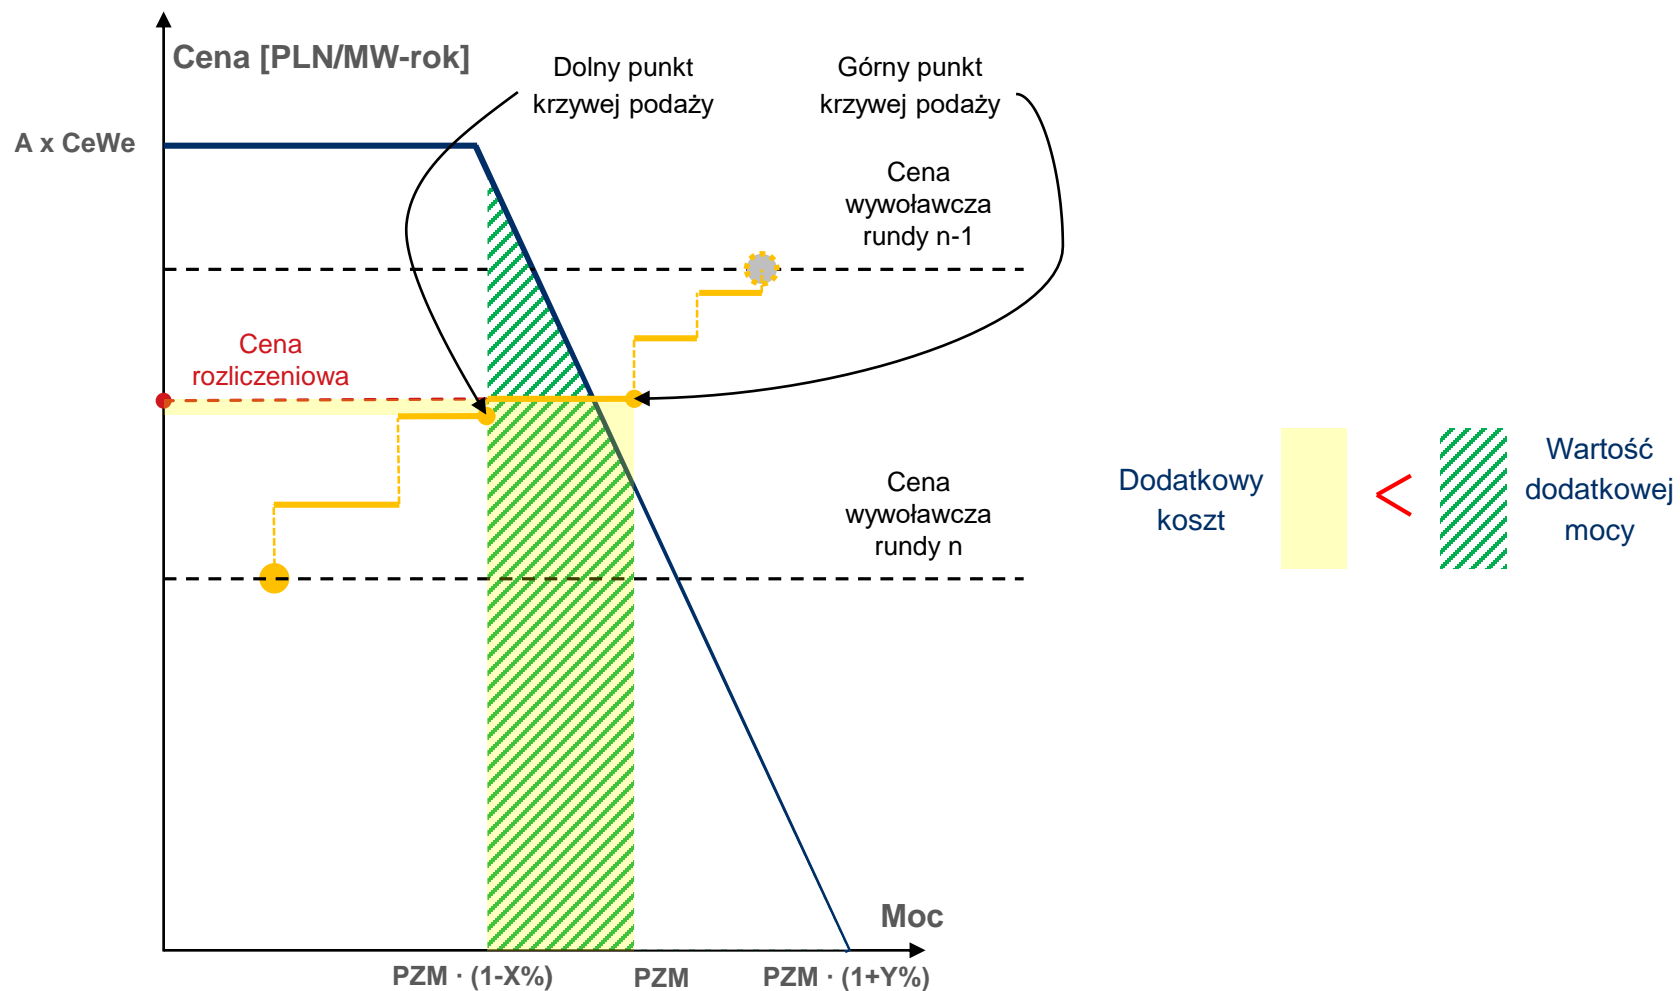 Cena [PLN/MW-rok]
Dolny punkt
krzywej podaży
Górny punkt
krzywej podaży
A x CeWe
Cena
wywoławcza
rundy n-1
Cena
rozliczeniowa
Cena
wywoławcza
rundy n
Dodatkowy
koszt
<
Wartość
dodatkowej
mocy
Moc
PZM · (1-X%)
PZM
PZM · (1+Y%)